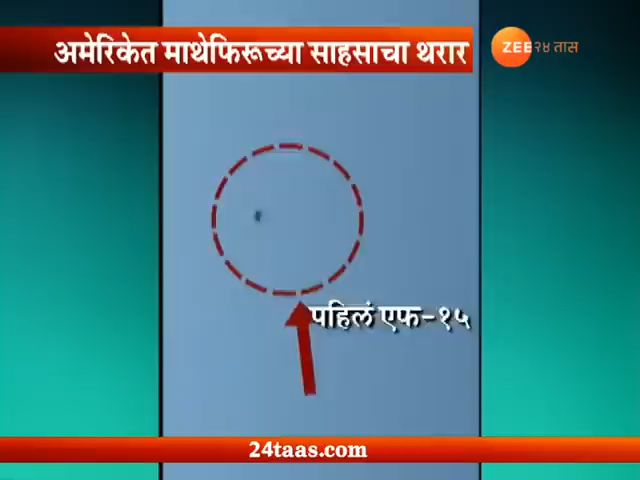 अमेरिकेत माथेफिरूच्या साहसाचा थरार
ZEE २४ तास
पहिलं एफ-१५
24taas.com